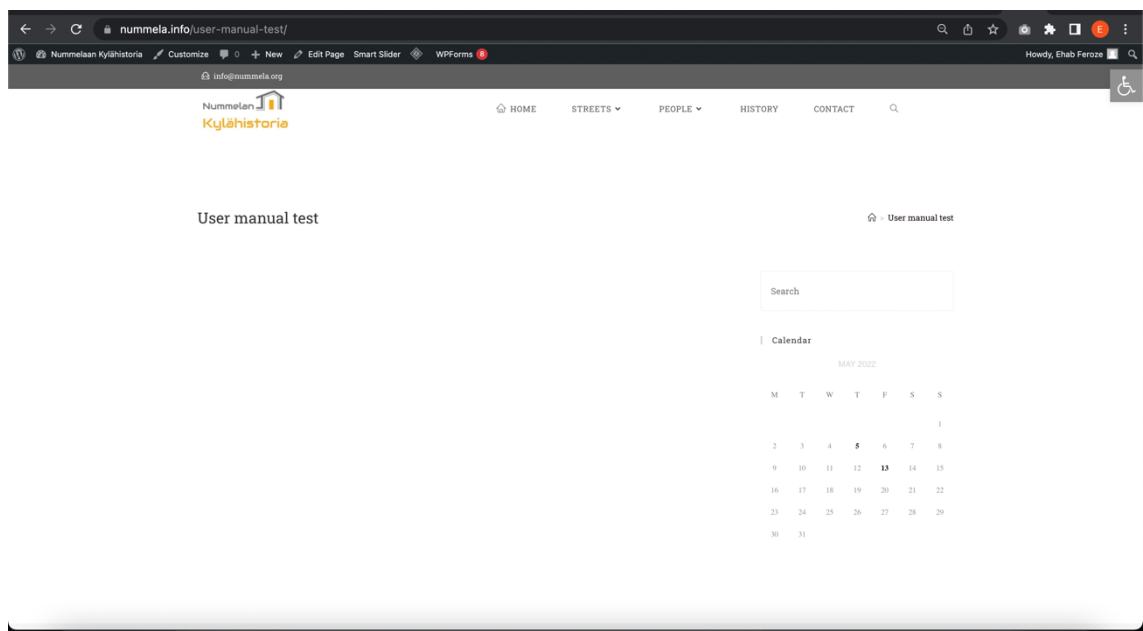 nummela.info/user-manual-test/
E
Nummelaan Kylähistoria Customize 0 + New Edit Page Smart Slider WPForms 8 Howdy, Ehab Feroze
info@nummela.org
Nummelan
Kylähistoria
HOME STREETS PEOPLE HISTORY CONTACT
User manual test
> User manual test
Search
Calendar
MAY 2022
M T W T F S S
1
2 3 4 5 6 7 8
9 10 11 12 13 14 15
16 17 18 19 20 21 22
23 24 25 26 27 28 29
30 31